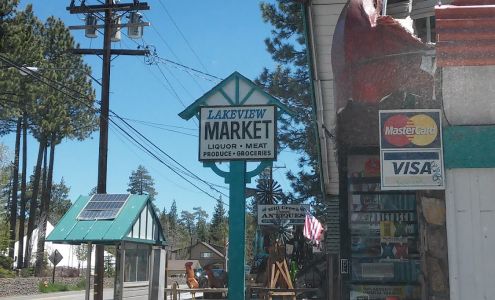 LAKEVIEW
MARKET
LIQUOR • MEAT
PRODUCE • GROCERIES
MasterCard
VISA
ANTIQUES